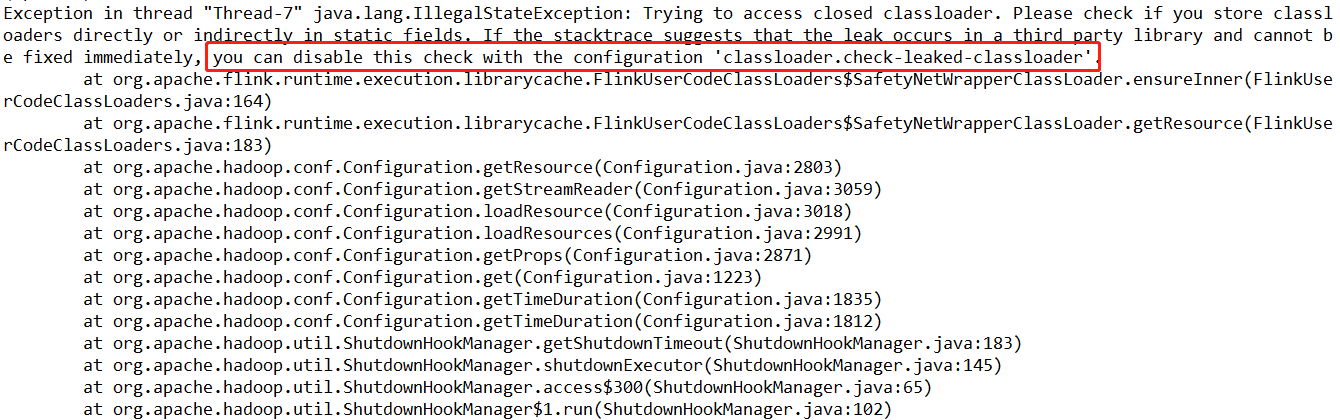 Exception in thread "Thread-7" java.lang.IllegalStateException: Trying to access closed classloader. Please check if you store classl
oaders directly or indirectly in static fields. If the stacktrace suggests that the leak occurs in a third party library and cannot b
e fixed immediately, you can disable this check with the configuration 'classloader.check-leaked-classloader'.
at org.apache.flink.runtime.execution.librarycache.FlinkUserCodeClassLoaders$SafetyNetWrapperClassLoader.ensureInner(FlinkUse
rCodeClassLoaders.java:164)
at org.apache.flink.runtime.execution.librarycache.FlinkUserCodeClassLoaders$SafetyNetWrapperClassLoader.getResource(FlinkUse
rCodeClassLoaders.java:183)
at org.apache.hadoop.conf.Configuration.getResource(Configuration.java:2803)
at org.apache.hadoop.conf.Configuration.getStreamReader(Configuration.java:3059)
at org.apache.hadoop.conf.Configuration.loadResource(Configuration.java:3018)
at org.apache.hadoop.conf.Configuration.loadResources(Configuration.java:2991)
at org.apache.hadoop.conf.Configuration.getProps(Configuration.java:2871)
at org.apache.hadoop.conf.Configuration.get(Configuration.java:1223)
at org.apache.hadoop.conf.Configuration.getTimeDuration(Configuration.java:1835)
at org.apache.hadoop.conf.Configuration.getTimeDuration(Configuration.java:1812)
at org.apache.hadoop.util.ShutdownHookManager.getShutdownTimeout(ShutdownHookManager.java:183)
at org.apache.hadoop.util.ShutdownHookManager.shutdownExecutor(ShutdownHookManager.java:145)
at org.apache.hadoop.util.ShutdownHookManager.access$300(ShutdownHookManager.java:65)
at org.apache.hadoop.util.ShutdownHookManager$1.run(ShutdownHookManager.java:102)